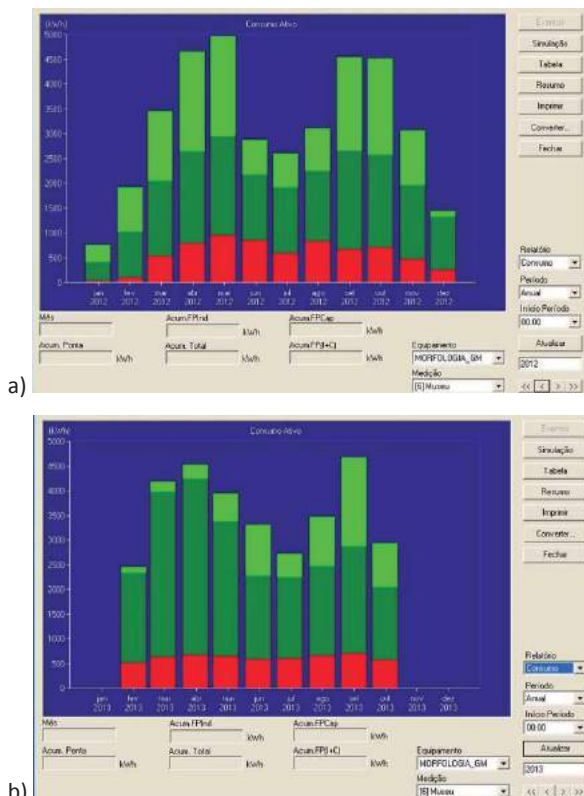 a)
(kWh)
Consumo Ativo
5000
4500
4000
3500
3000
2500
2000
1500
1000
500
0
jan fev mar abr mai jun jul ago set out nov dez
2012 2012 2012 2012 2012 2012 2012 2012 2012 2012 2012 2012
Mês
Acum.FPInd
kWh
Acum.FPCap
kWh
Acum. Ponta
kWh
Acum. Total
kWh
Acum.FP(I+C)
kWh
Equipamento
MORFOLOGIA_GM
Medição
[6] Museu
Simulação
Tabela
Resumo
Imprimir
Converter...
Fechar
Relatório
Consumo
Período
Anual
Início Período
00:00
Atualizar
2012
<< < > >>
b)
(kWh)
Consumo Ativo
5000
4500
4000
3500
3000
2500
2000
1500
1000
500
0
jan fev mar abr mai jun jul ago set out nov dez
2013 2013 2013 2013 2013 2013 2013 2013 2013 2013 2013 2013
Mês
Acum.FPInd
kWh
Acum.FPCap
kWh
Acum. Ponta
kWh
Acum. Total
kWh
Acum.FP(I+C)
kWh
Equipamento
MORFOLOGIA_GM
Medição
[6] Museu
Simulação
Tabela
Resumo
Imprimir
Converter...
Fechar
Relatório
Consumo
Período
Anual
Início Período
00:00
Atualizar
2013
<< < > >>